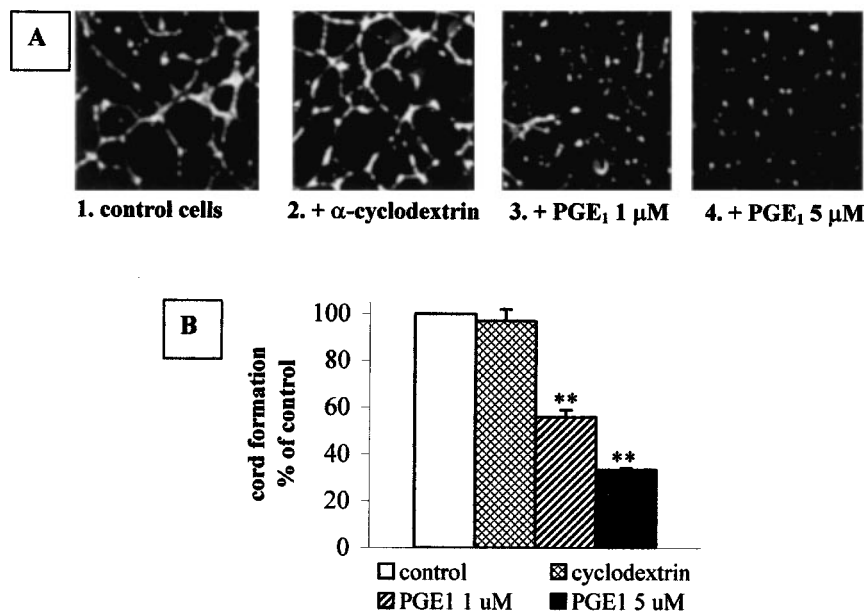 A
1. control cells
2. + α-cyclodextrin
3. + PGE₁ 1 μM
4. + PGE₁ 5 μM
B
cord formation
% of control
100
80
60
40
20
0
**
**
control
cyclodextrin
PGE1 1 uM
PGE1 5 uM